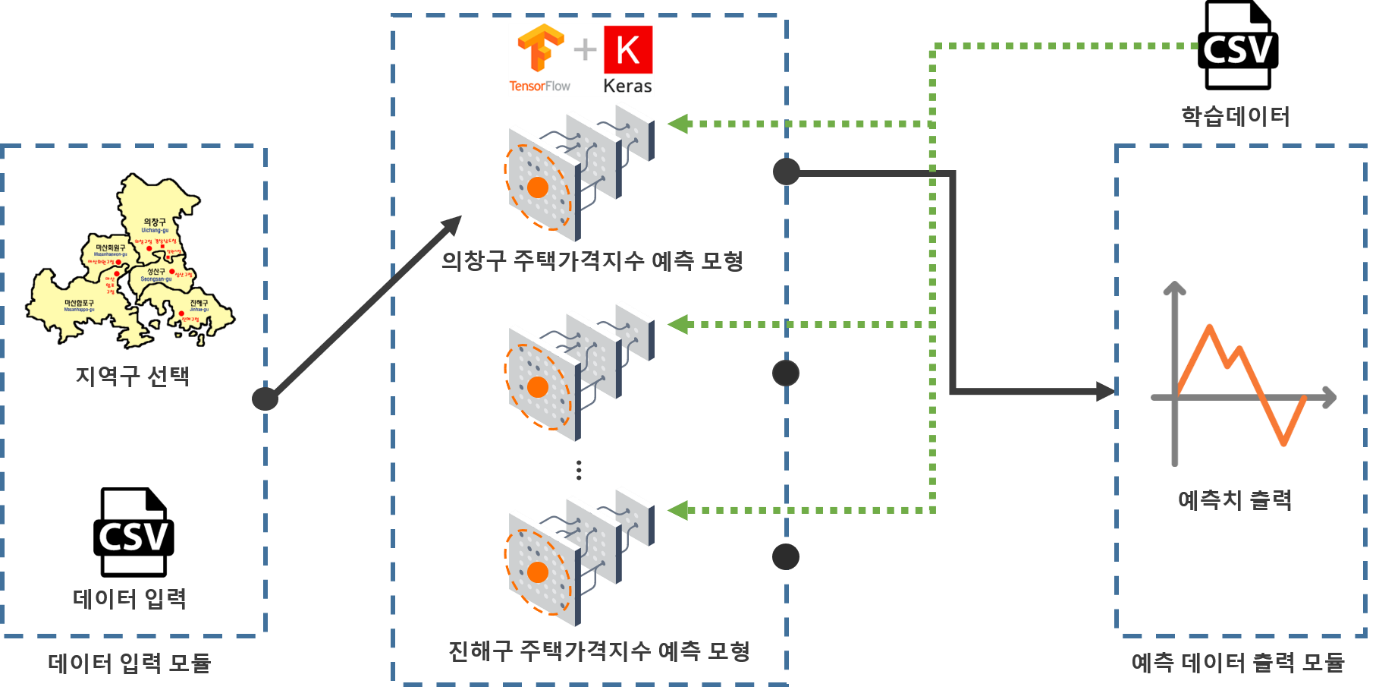 TensorFlow
+
K
Keras
CSV
학습데이터
의창구
Uichang-gu
마산회원구
성산구
Seongsan-gu
마산합포구
진해구
Jinhae-gu
지역구 선택
CSV
데이터 입력
데이터 입력 모듈
의창구 주택가격지수 예측 모형
진해구 주택가격지수 예측 모형
예측치 출력
예측 데이터 출력 모듈